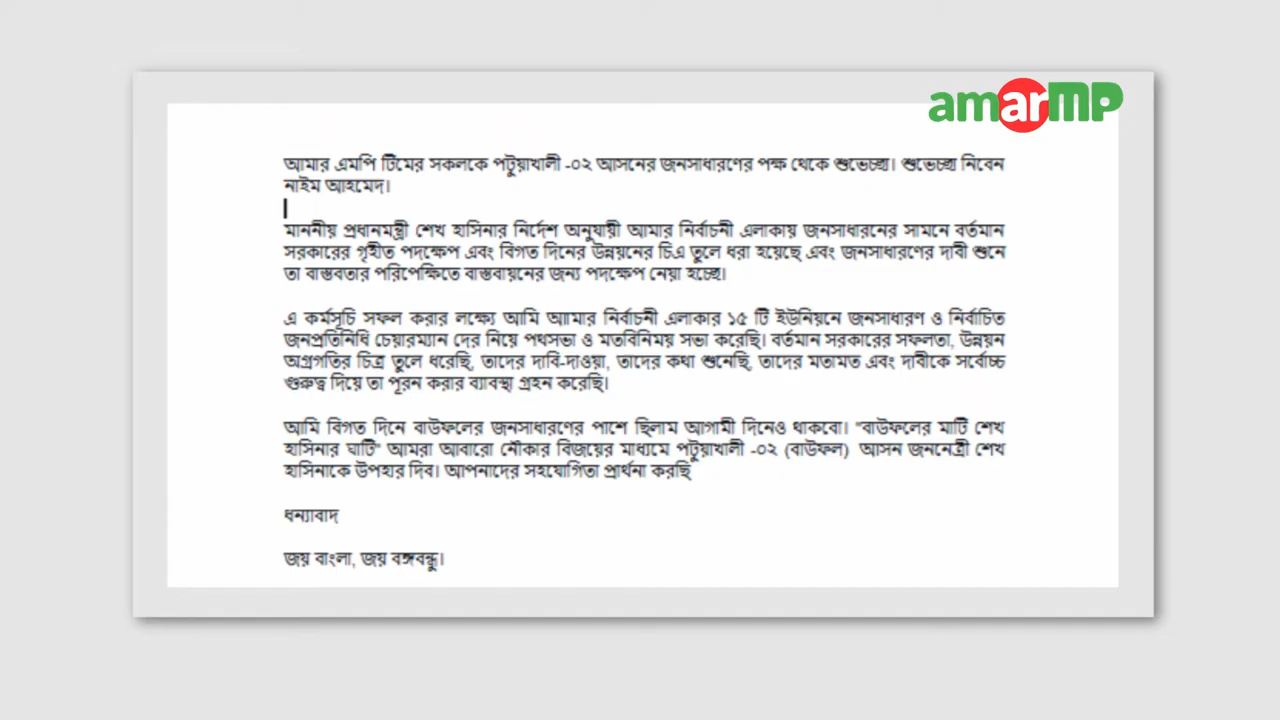 amarMP
আমার এমপি টিমের সকলকে পটুয়াখালী -০২ আসনের জনসাধারণের পক্ষ থেকে শুভেচ্ছা। শুভেচ্ছা নিবেন
নাইম আহমেদ।
মাননীয় প্রধানমন্ত্রী শেখ হাসিনার নির্দেশ অনুযায়ী আমার নির্বাচনী এলাকায় জনসাধারনের সামনে বর্তমান
সরকারের গৃহীত পদক্ষেপ এবং বিগত দিনের উন্নয়নের চিএ তুলে ধরা হয়েছে এবং জনসাধারণের দাবী শুনে
তা বাস্তবতার পরিপেক্ষিতে বাস্তবায়নের জন্য পদক্ষেপ নেয়া হচ্ছে।
এ কর্মসূচি সফল করার লক্ষ্যে আমি আামার নির্বাচনী এলাকার ১৫ টি ইউনিয়নে জনসাধারণ ও নির্বাচিত
জনপ্রতিনিধি চেয়ারম্যান দের নিয়ে পথসভা ও মতবিনিময় সভা করেছি। বর্তমান সরকারের সফলতা, উন্নয়ন
অগ্রগতির চিত্র তুলে ধরেছি, তাদের দাবি-দাওয়া, তাদের কথা শুনেছি, তাদের মতামত এবং দাবীকে সর্বোচ্চ
গুরুত্ব দিয়ে তা পূরন করার ব্যাবস্থা গ্রহন করেছি।
আমি বিগত দিনে বাউফলের জনসাধারণের পাশে ছিলাম আগামী দিনেও থাকবো। "বাউফলের মাটি শেখ
হাসিনার ঘাটি" আমরা আবারো নৌকার বিজয়ের মাধ্যমে পটুয়াখালী -০২ (বাউফল) আসন জননেত্রী শেখ
হাসিনাকে উপহার দিব। আপনাদের সহযোগিতা প্রার্থনা করছি
ধন্যাবাদ
জয় বাংলা, জয় বঙ্গবন্ধু।